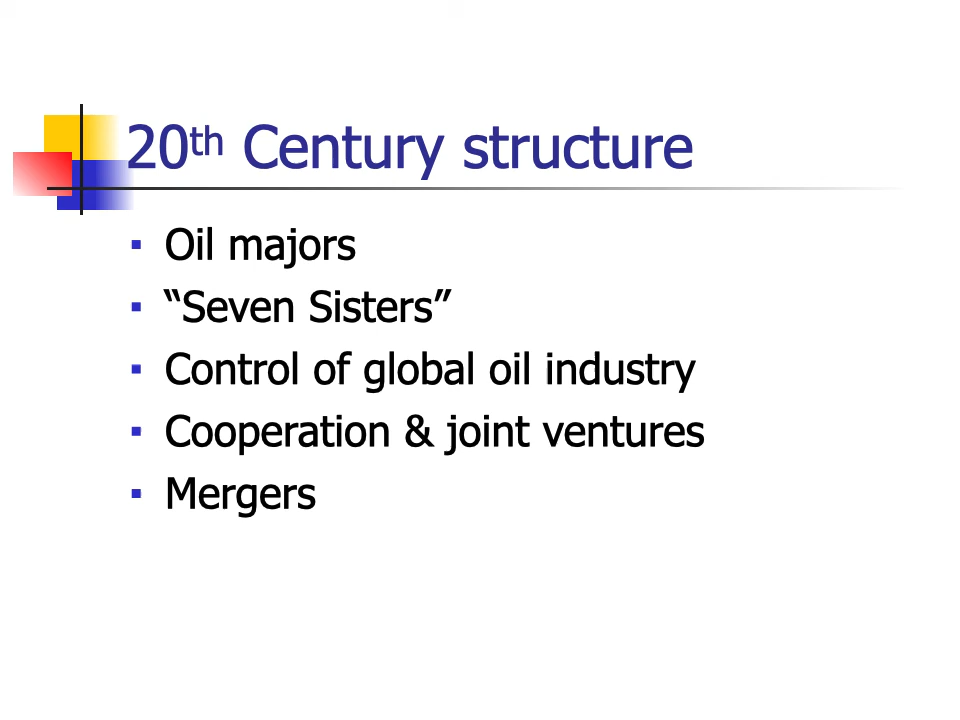 20th Century structure
▪ Oil majors
▪ “Seven Sisters”
▪ Control of global oil industry
▪ Cooperation & joint ventures
▪ Mergers